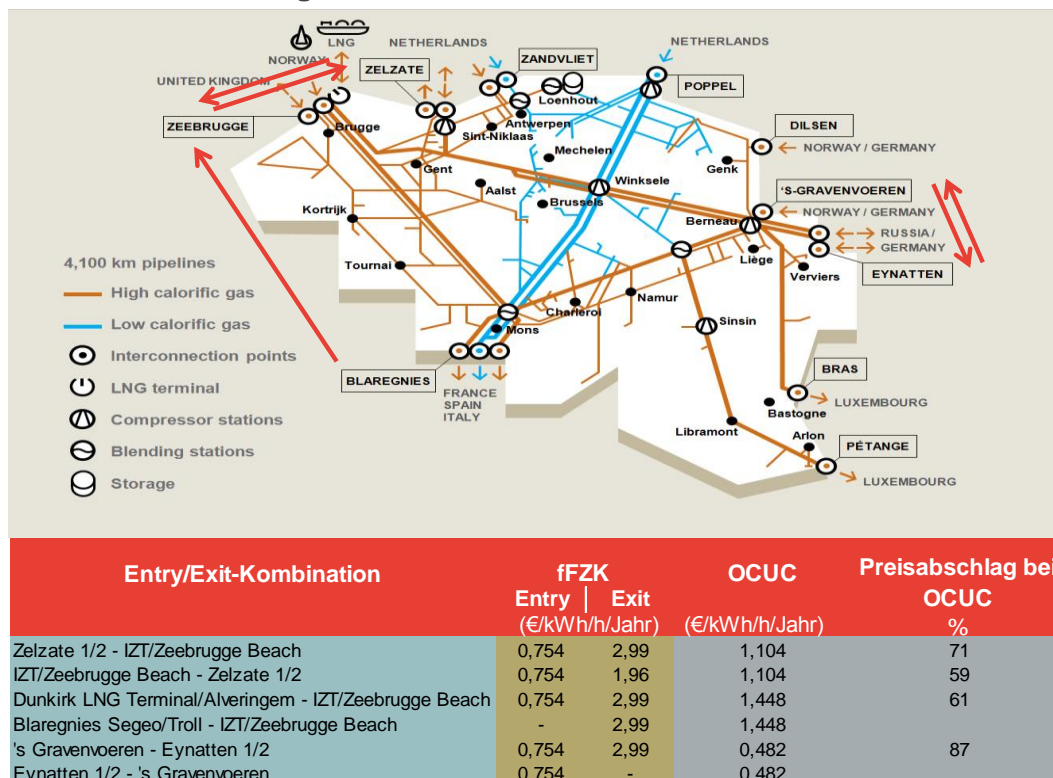 LNG
NORWAY
NETHERLANDS
NETHERLANDS
ZANDVLIET
ZELZATE
UNITED KINGDOM
POPPEL
Loenhout
ZEEBRUGGE
Brugge
Antwerpen
Sint-Niklaas
DILSEN
Mechelen
NORWAY / GERMANY
Gent
Genk
Winksele
Aalst
'S-GRAVENVOEREN
Brussels
Kortrijk
Berneau
NORWAY / GERMANY
RUSSIA /
GERMANY
4,100 km pipelines
Tournai
Liège
Verviers
EYNATTEN
High calorific gas
Namur
Charleroi
Low calorific gas
Mons
Sinsin
Interconnection points
BLAREGNIES
BRAS
LNG terminal
FRANCE
SPAIN
ITALY
LUXEMBOURG
Bastogne
Compressor stations
Libramont
Arlon
Blending stations
PÉTANGE
Storage
LUXEMBOURG
Entry/Exit-Kombination fFZK OCUC Preisabschlag bei
Entry | Exit OCUC
(€/kWh/h/Jahr) (€/kWh/h/Jahr) %
Zelzate 1/2 - IZT/Zeebrugge Beach 0,754 2,99 1,104 71
IZT/Zeebrugge Beach - Zelzate 1/2 0,754 1,96 1,104 59
Dunkirk LNG Terminal/Alveringem - IZT/Zeebrugge Beach 0,754 2,99 1,448 61
Blaregnies Segeo/Troll - IZT/Zeebrugge Beach - 2,99 1,448
's Gravenvoeren - Eynatten 1/2 0,754 2,99 0,482 87
Eynatten 1/2 - 's Gravenvoeren 0,754 - 0,482